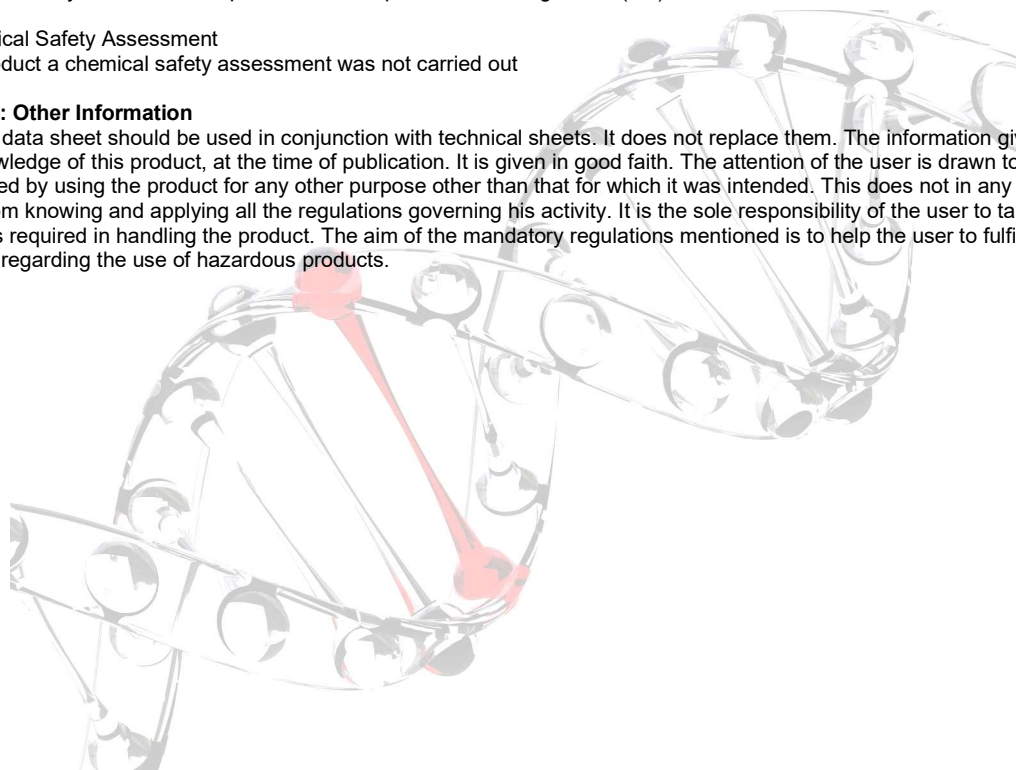 ical Safety Assessment
duct a chemical safety assessment was not carried out
: Other Information
data sheet should be used in conjunction with technical sheets. It does not replace them. The information gi
wledge of this product, at the time of publication. It is given in good faith. The attention of the user is drawn to
ed by using the product for any other purpose other than that for which it was intended. This does not in any
om knowing and applying all the regulations governing his activity. It is the sole responsibility of the user to ta
s required in handling the product. The aim of the mandatory regulations mentioned is to help the user to fulfi
regarding the use of hazardous products.